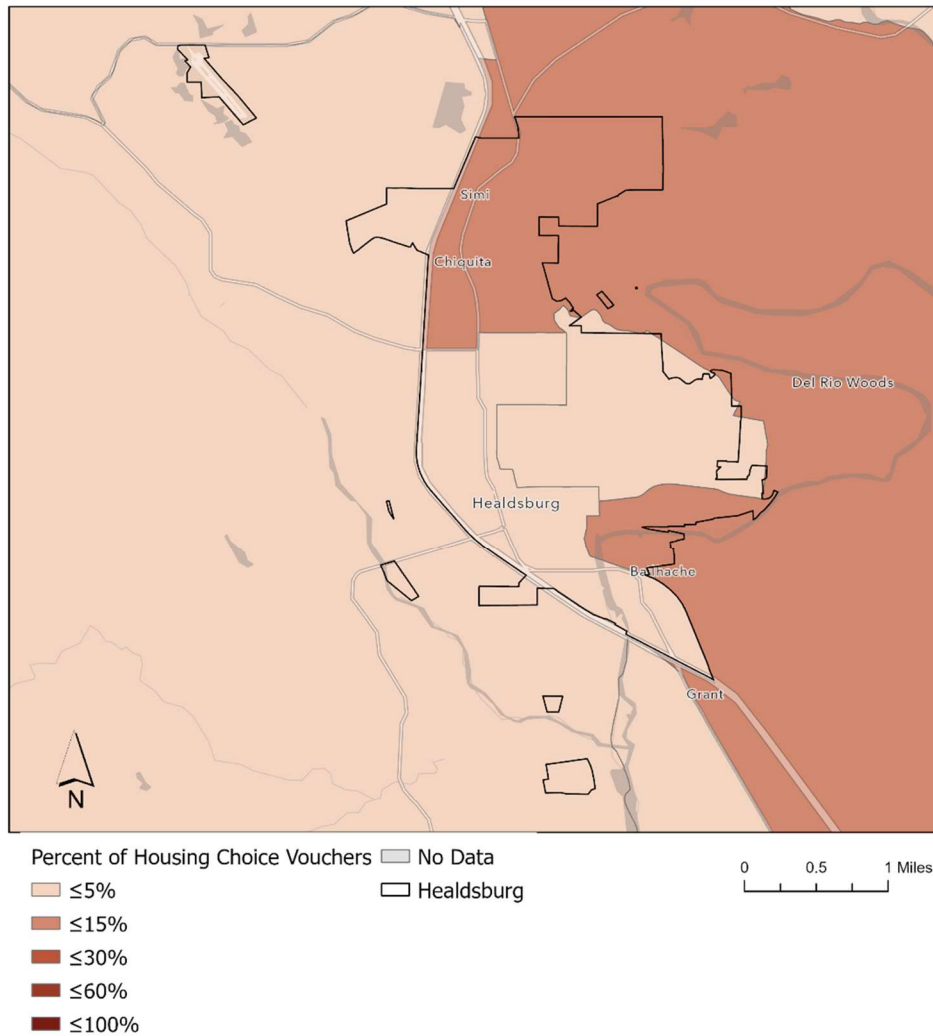 Simi
Chiquita
Del Rio Woods
Healdsburg
Bailhache
Grant
N
Percent of Housing Choice Vouchers
≤5%
≤15%
≤30%
≤60%
≤100%
No Data
Healdsburg
0 0.5 1 Miles